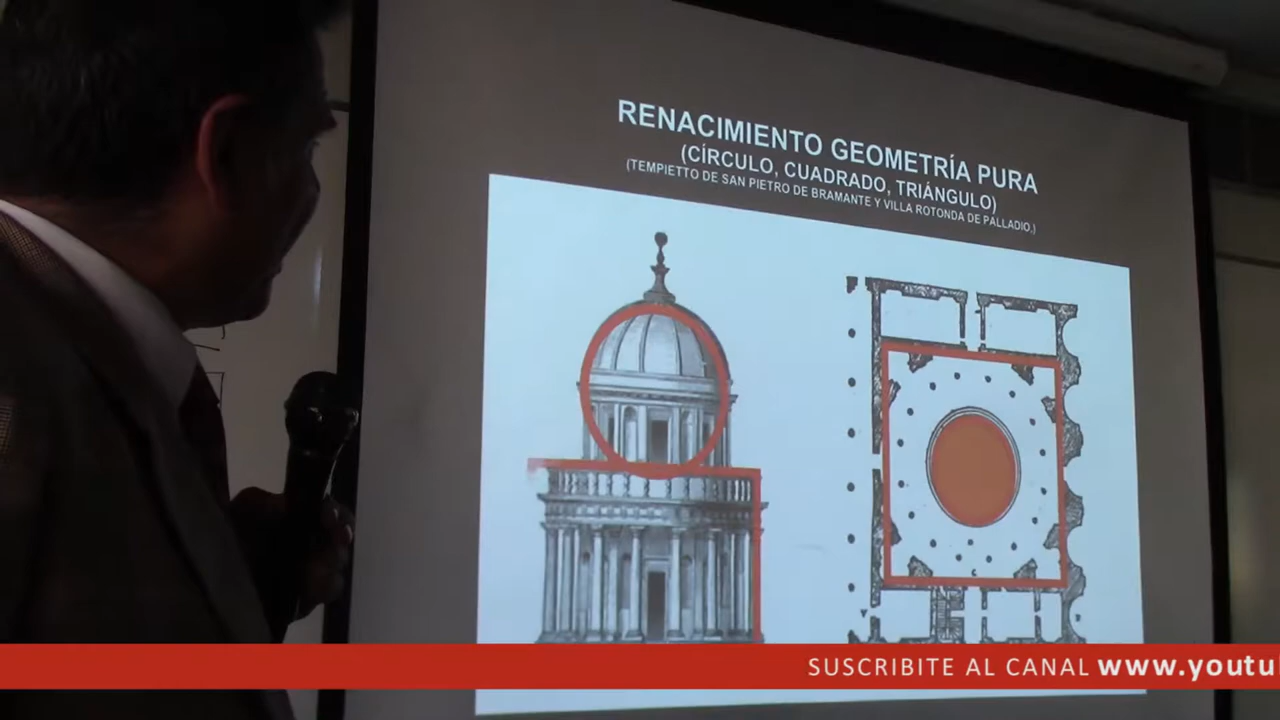 RENACIMIENTO GEOMETRÍA PURA
(CÍRCULO, CUADRADO, TRIÁNGULO)
(TEMPIETTO DE SAN PIETRO DE BRAMANTE Y VILLA ROTONDA DE PALLADIO.)
SUSCRIBITE AL CANAL www.youtu